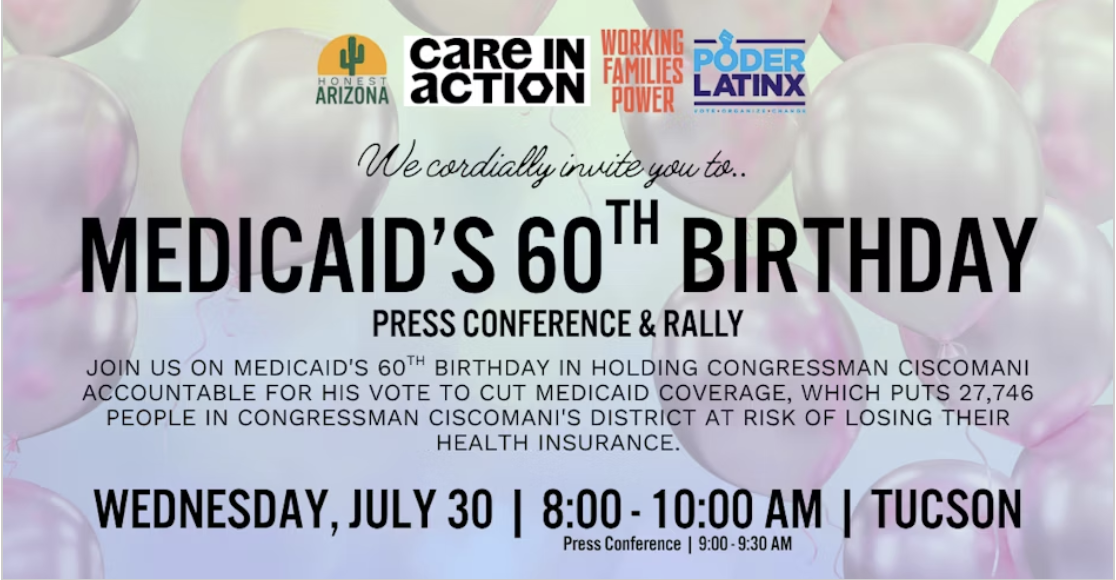 HONEST
ARIZONA
CARE IN
ACTION
WORKING
FAMILIES
POWER
PODER
LATINX
VOTE•ORGANIZE•CHANGE
We cordially invite you to..
MEDICAID'S 60TH BIRTHDAY
PRESS CONFERENCE & RALLY
JOIN US ON MEDICAID'S 60TH BIRTHDAY IN HOLDING CONGRESSMAN CISCOMANI
ACCOUNTABLE FOR HIS VOTE TO CUT MEDICAID COVERAGE, WHICH PUTS 27,746
PEOPLE IN CONGRESSMAN CISCOMANI'S DISTRICT AT RISK OF LOSING THEIR
HEALTH INSURANCE.
WEDNESDAY, JULY 30 | 8:00 - 10:00 AM | TUCSON
Press Conference | 9:00 - 9:30 AM